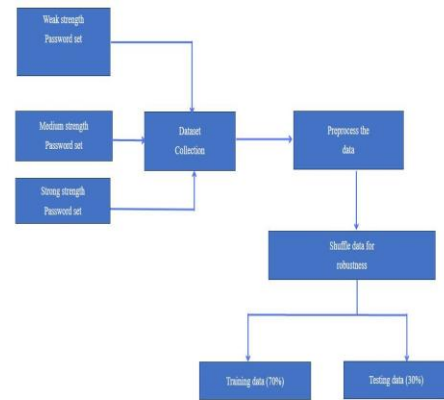 Weak strength
Password set
Medium strength
Password set
Dataset
Collection
Preprocess the
data
Strong strength
Password set
Shuffle data for
robustness
Training data (70%)
Testing data (30%)